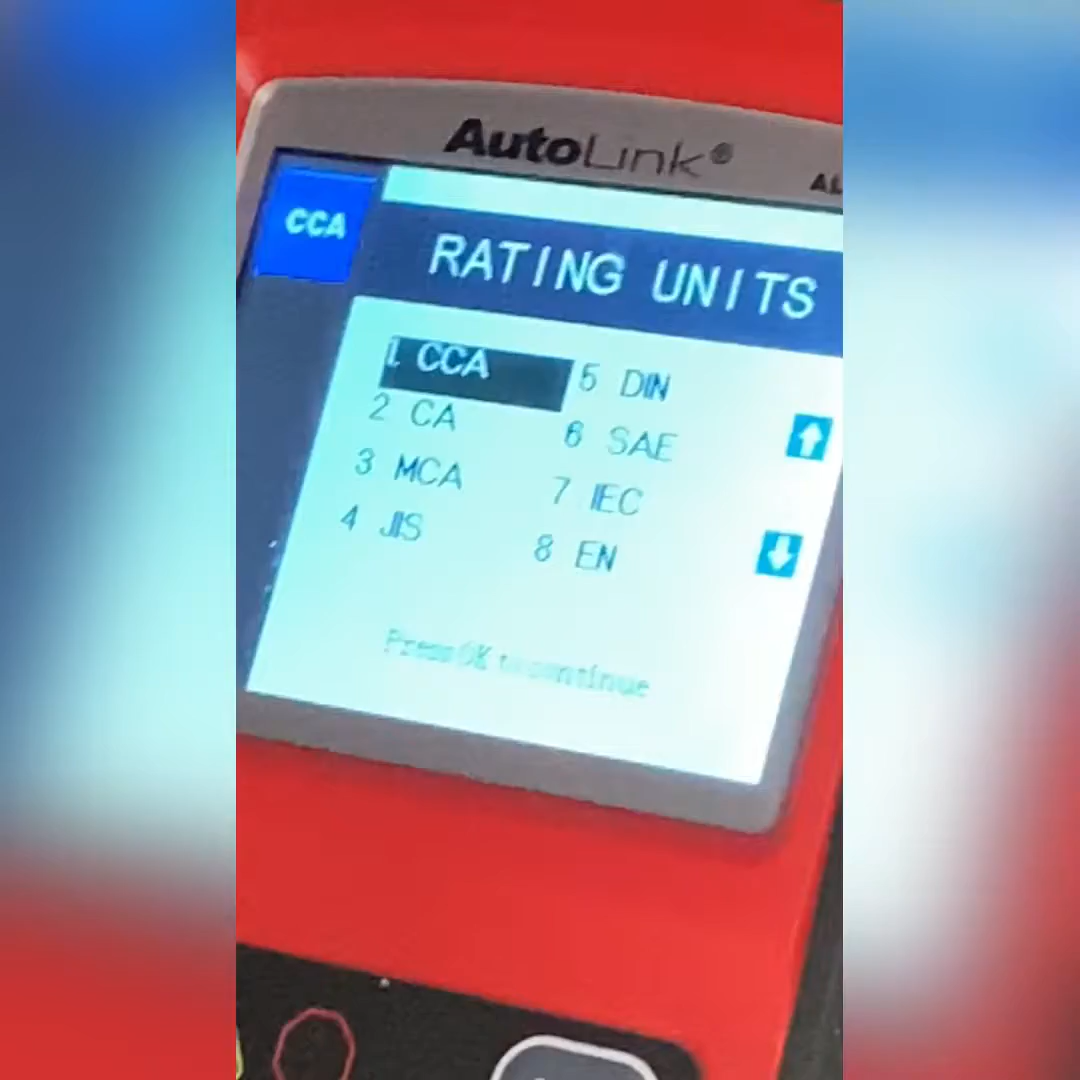 AutoLink®
AL
CCA
RATING UNITS
1 CCA
2 CA
3 MCA
4 JIS
5 DIN
6 SAE
7 IEC
8 EN
Press OK to continue